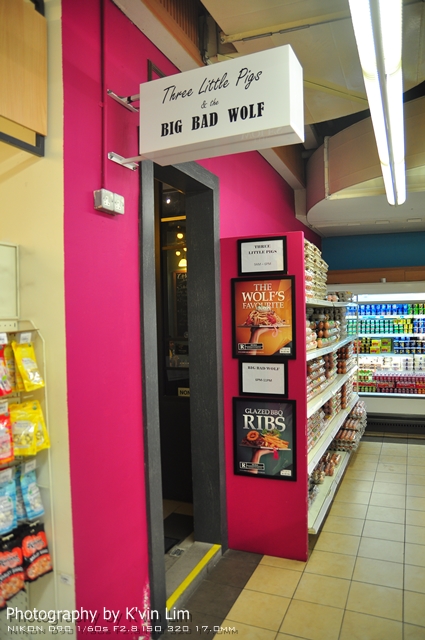 Three Little Pigs
& the
BIG BAD WOLF
THREE
LITTLE PIGS
THE
WOLF'S
FAVOURITE
BIG BAD WOLF
GLAZED BBQ
RIBS
Photography by K'vin Lim
NIKON D90 1/60s F2.8 ISO 320 17.0mm